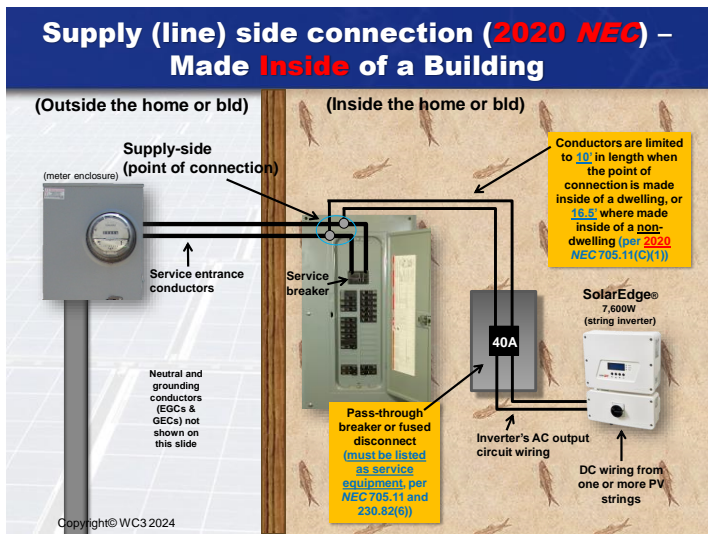 Supply (line) side connection (2020 NEC) –
Made Inside of a Building
(Outside the home or bld)
(Inside the home or bld)
Supply-side
(point of connection)
(meter enclosure)
Service entrance
conductors
Service
breaker
Conductors are limited
to 10' in length when
the point of
connection is made
inside of a dwelling, or
16.5' where made
inside of a non-
dwelling (per 2020
NEC 705.11(C)(1))
SolarEdge®
7,600W
(string inverter)
40A
Neutral and
grounding
conductors
(EGCs &
GECs) not
shown on
this slide
Pass-through
breaker or fused
disconnect
(must be listed
as service
equipment, per
NEC 705.11 and
230.82(6))
Inverter's AC output
circuit wiring
DC wiring from
one or more PV
strings
Copyright© WC3 2024